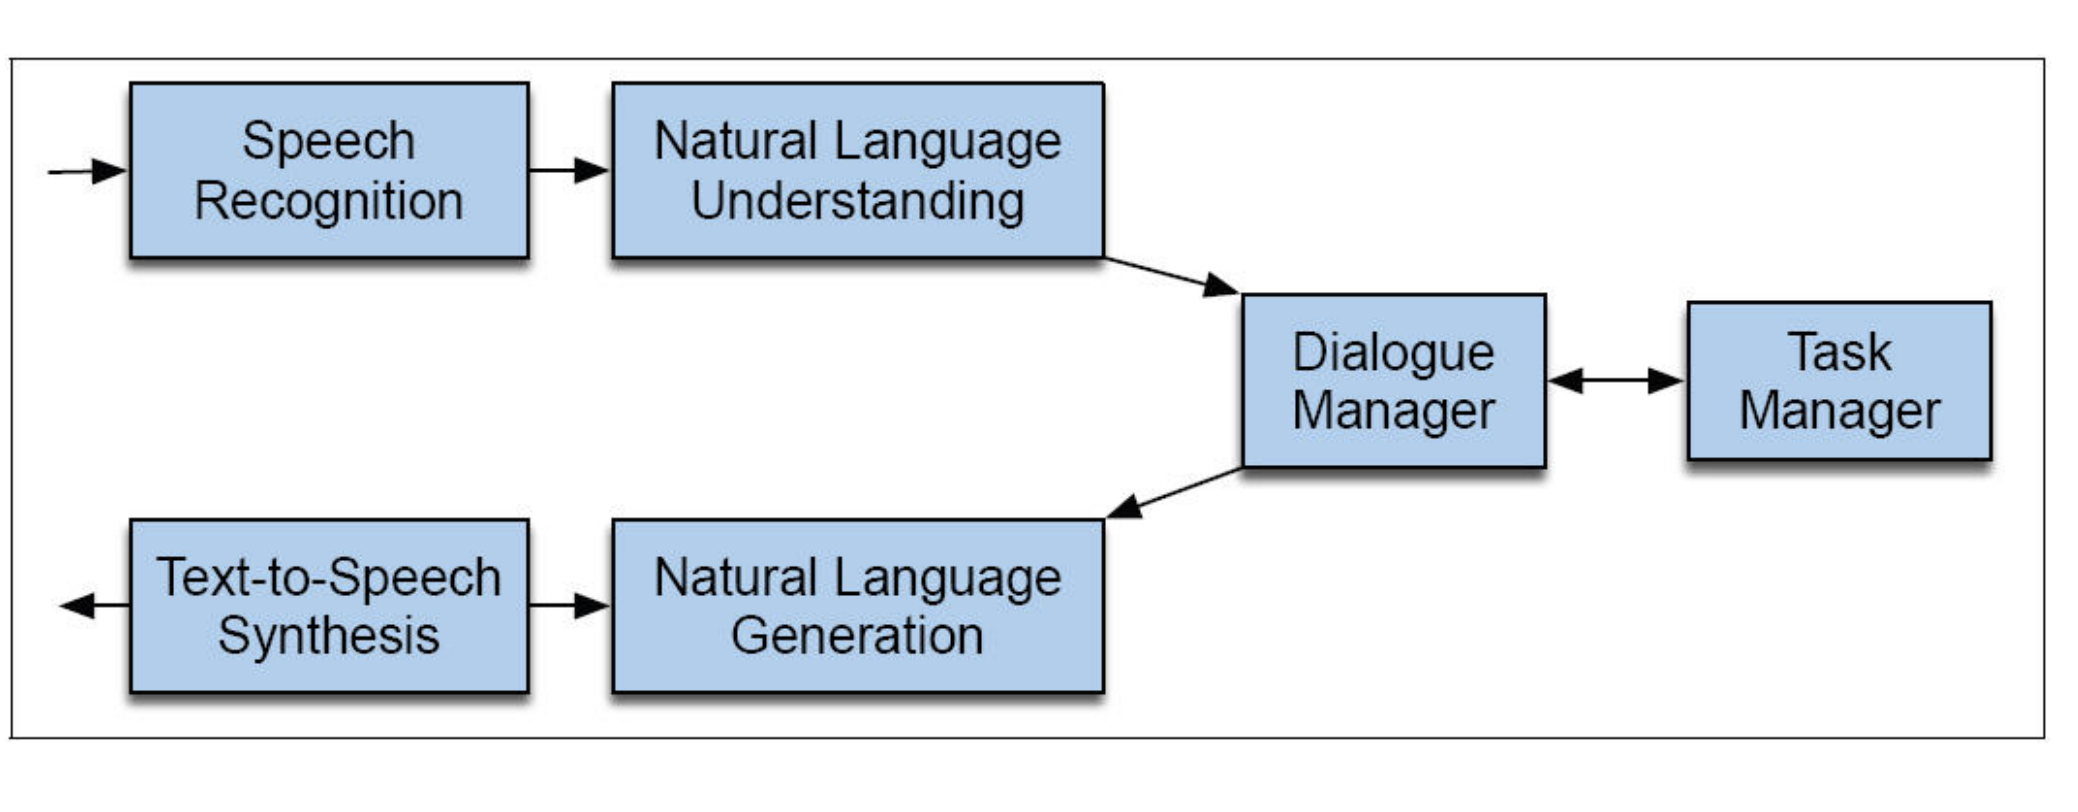 Speech
Recognition
Natural Language
Understanding
Dialogue
Manager
Task
Manager
Text-to-Speech
Synthesis
Natural Language
Generation